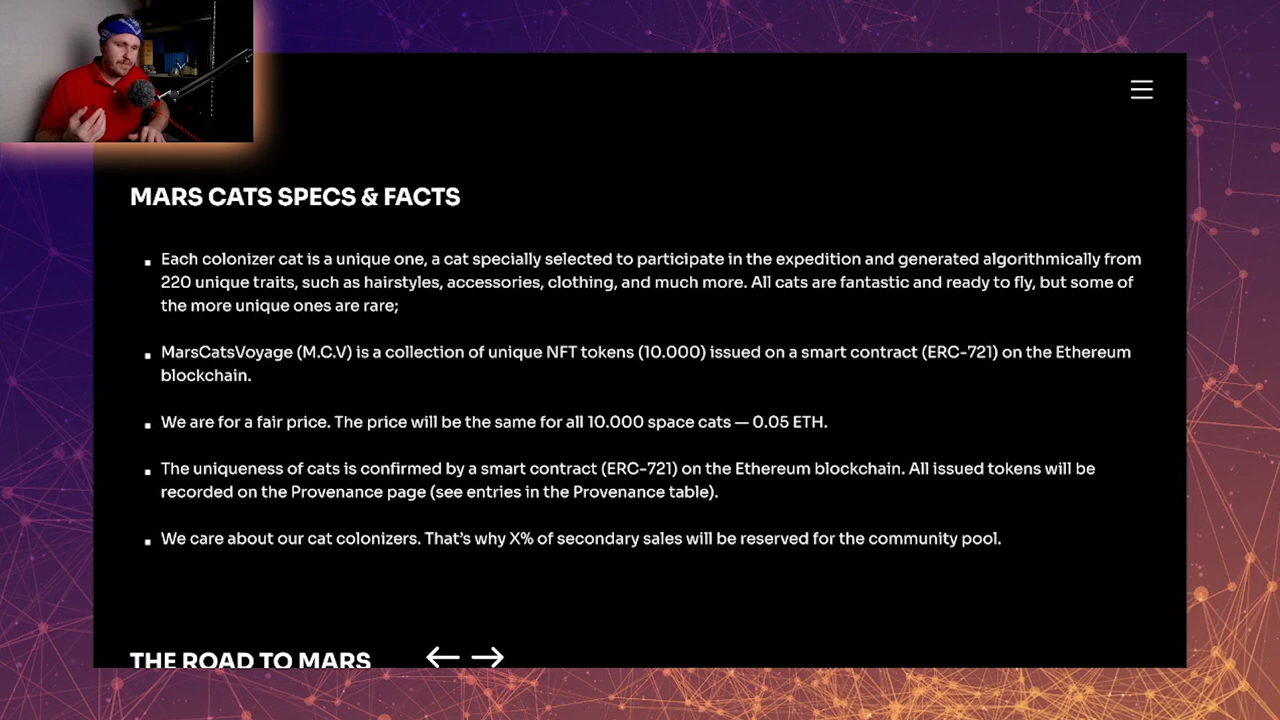 MARS CATS SPECS & FACTS
Each colonizer cat is a unique one, a cat specially selected to participate in the expedition and generated algorithmically from
220 unique traits, such as hairstyles, accessories, clothing, and much more. All cats are fantastic and ready to fly, but some of
the more unique ones are rare;
MarsCatsVoyage (M.C.V) is a collection of unique NFT tokens (10.000) issued on a smart contract (ERC-721) on the Ethereum
blockchain.
We are for a fair price. The price will be the same for all 10.000 space cats — 0.05 ETH.
The uniqueness of cats is confirmed by a smart contract (ERC-721) on the Ethereum blockchain. All issued tokens will be
recorded on the Provenance page (see entries in the Provenance table).
We care about our cat colonizers. That’s why X% of secondary sales will be reserved for the community pool.
THE ROAD TO MARS